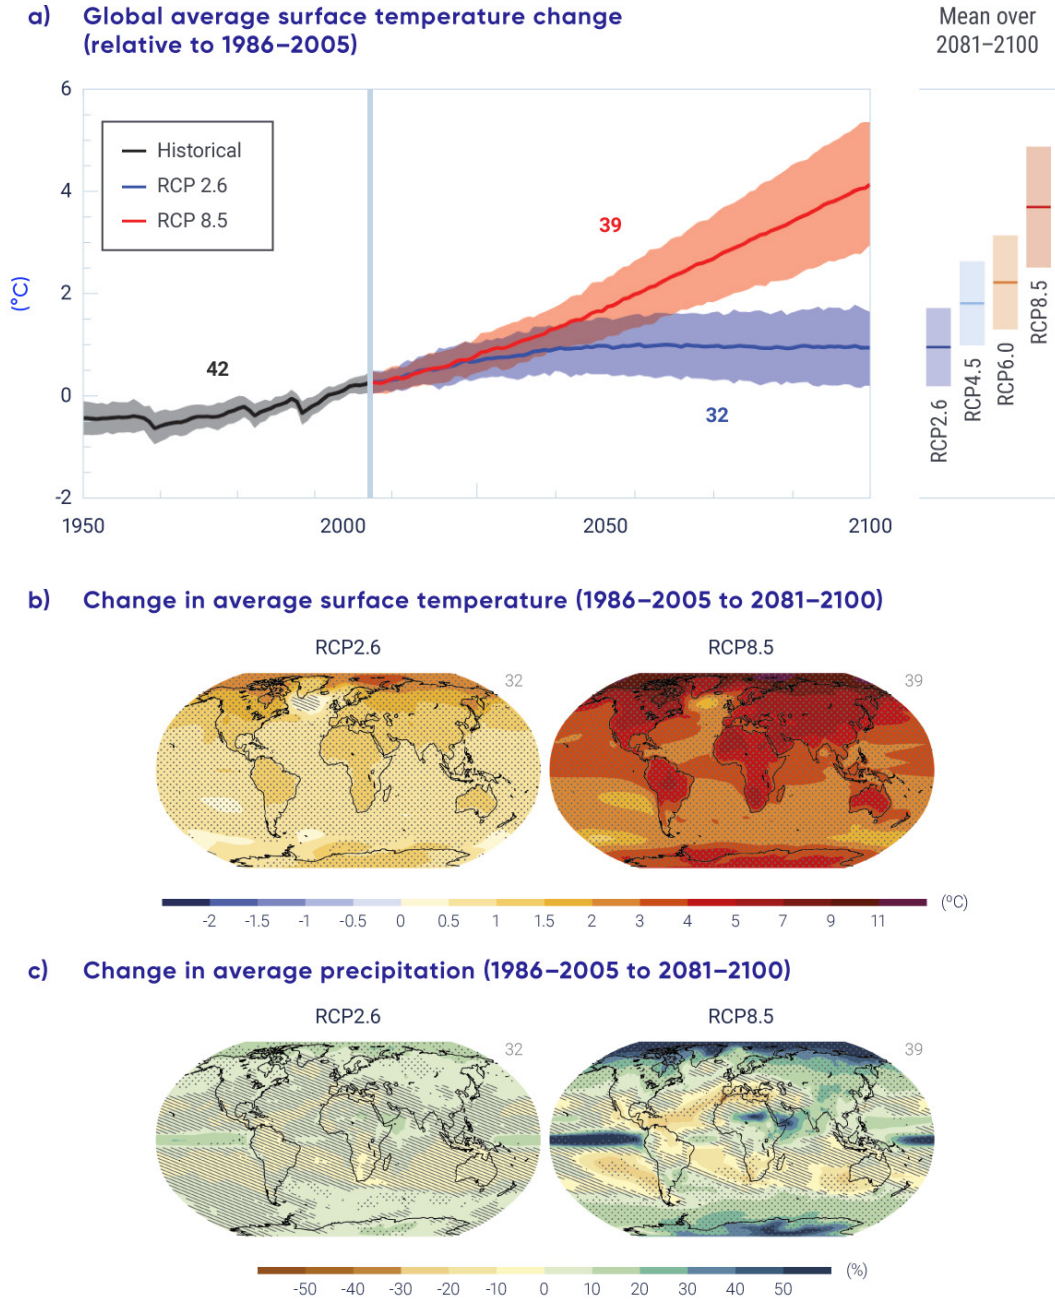 a) Global average surface temperature change
(relative to 1986–2005)
Mean over
2081–2100
6
4
2
0
-2
(°C)
Historical
RCP 2.6
RCP 8.5
42
39
32
1950
2000
2050
2100
RCP2.6
RCP4.5
RCP6.0
RCP8.5
b) Change in average surface temperature (1986–2005 to 2081–2100)
RCP2.6
RCP8.5
32
39
-2 -1.5 -1 -0.5 0 0.5 1 1.5 2 3 4 5 7 9 11 (°C)
c) Change in average precipitation (1986–2005 to 2081–2100)
RCP2.6
RCP8.5
32
39
-50 -40 -30 -20 -10 0 10 20 30 40 50 (%)